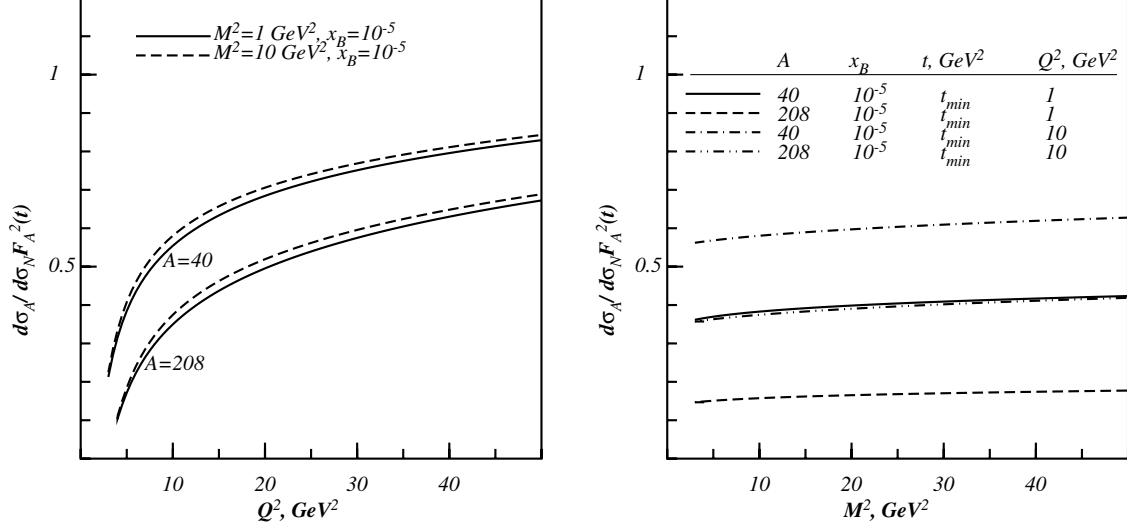 M²=1 GeV², x_B=10⁻⁵
M²=10 GeV², x_B=10⁻⁵
1
0.5
A=40
A=208
10 20 30 40
Q², GeV²
dσ_A/ dσ_N F_A²(t)
A x_B t, GeV² Q², GeV²
40 10⁻⁵ t_min 1
208 10⁻⁵ t_min 1
40 10⁻⁵ t_min 10
208 10⁻⁵ t_min 10
1
0.5
10 20 30 40
M², GeV²
dσ_A/ dσ_N F_A²(t)